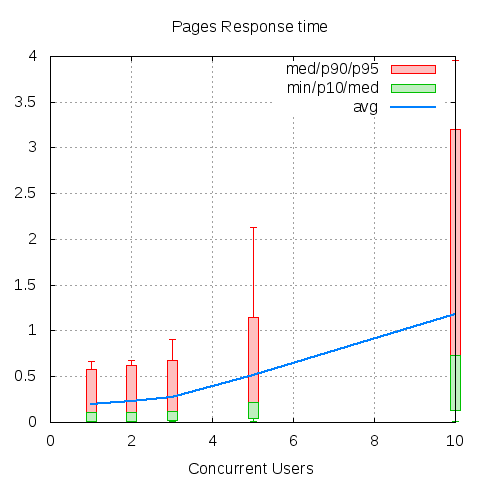 Pages Response time
med/p90/p95
min/p10/med
avg
4
3.5
3
2.5
2
1.5
1
0.5
0
0 2 4 6 8 10
Concurrent Users